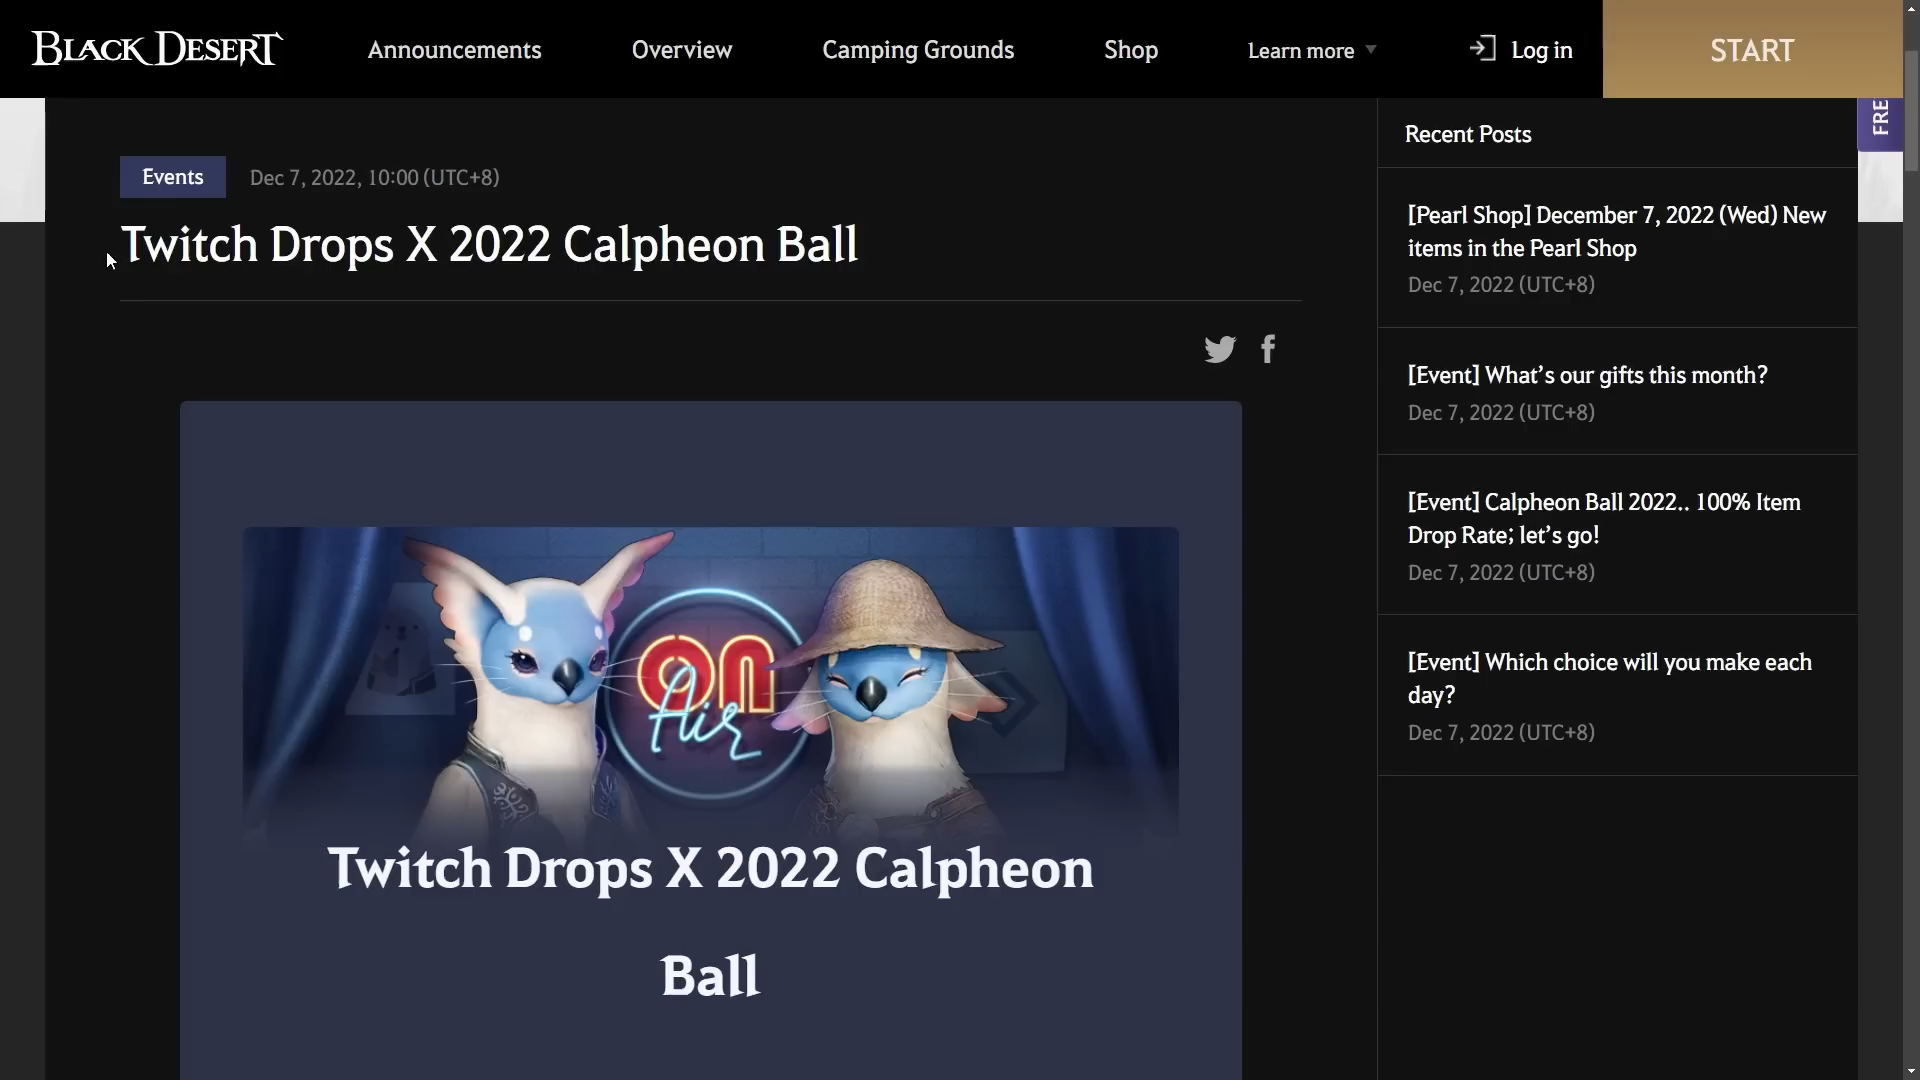 BLACK DESERT
Announcements
Overview
Camping Grounds
Shop
Learn more
Log in
START
FRE
Events
Dec 7, 2022, 10:00 (UTC+8)
Twitch Drops X 2022 Calpheon Ball
ON
Air
Twitch Drops X 2022 Calpheon
Ball
Recent Posts
[Pearl Shop] December 7, 2022 (Wed) New
items in the Pearl Shop
Dec 7, 2022 (UTC+8)
[Event] What’s our gifts this month?
Dec 7, 2022 (UTC+8)
[Event] Calpheon Ball 2022.. 100% Item
Drop Rate; let’s go!
Dec 7, 2022 (UTC+8)
[Event] Which choice will you make each
day?
Dec 7, 2022 (UTC+8)